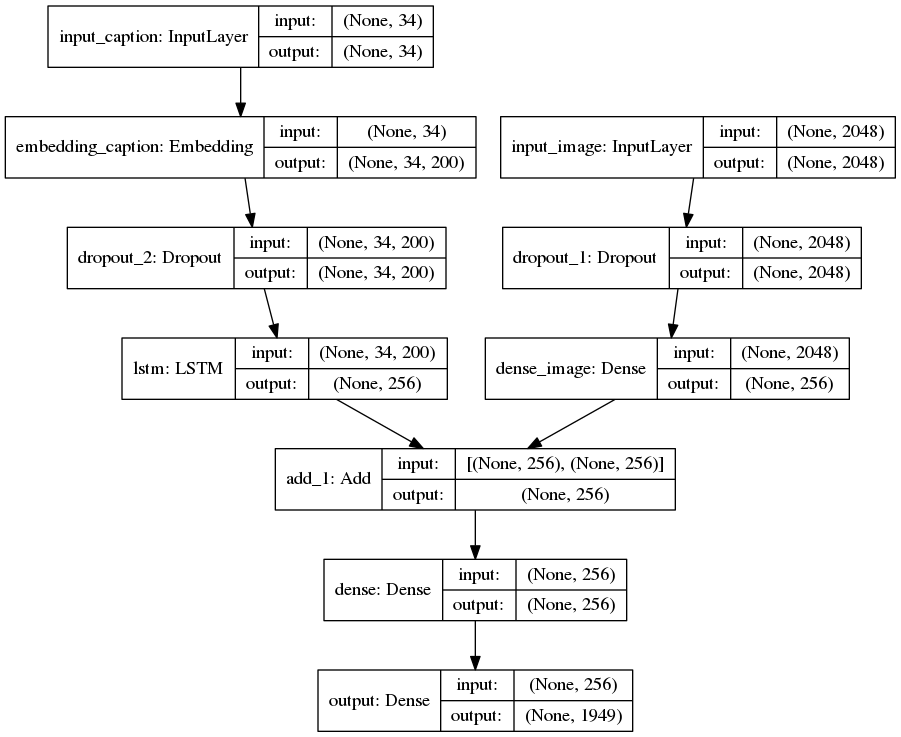 input_caption: InputLayer
input: (None, 34)
output: (None, 34)
embedding_caption: Embedding
input: (None, 34)
output: (None, 34, 200)
input_image: InputLayer
input: (None, 2048)
output: (None, 2048)
dropout_2: Dropout
input: (None, 34, 200)
output: (None, 34, 200)
dropout_1: Dropout
input: (None, 2048)
output: (None, 2048)
lstm: LSTM
input: (None, 34, 200)
output: (None, 256)
dense_image: Dense
input: (None, 2048)
output: (None, 256)
add_1: Add
input: [(None, 256), (None, 256)]
output: (None, 256)
dense: Dense
input: (None, 256)
output: (None, 256)
output: Dense
input: (None, 256)
output: (None, 1949)